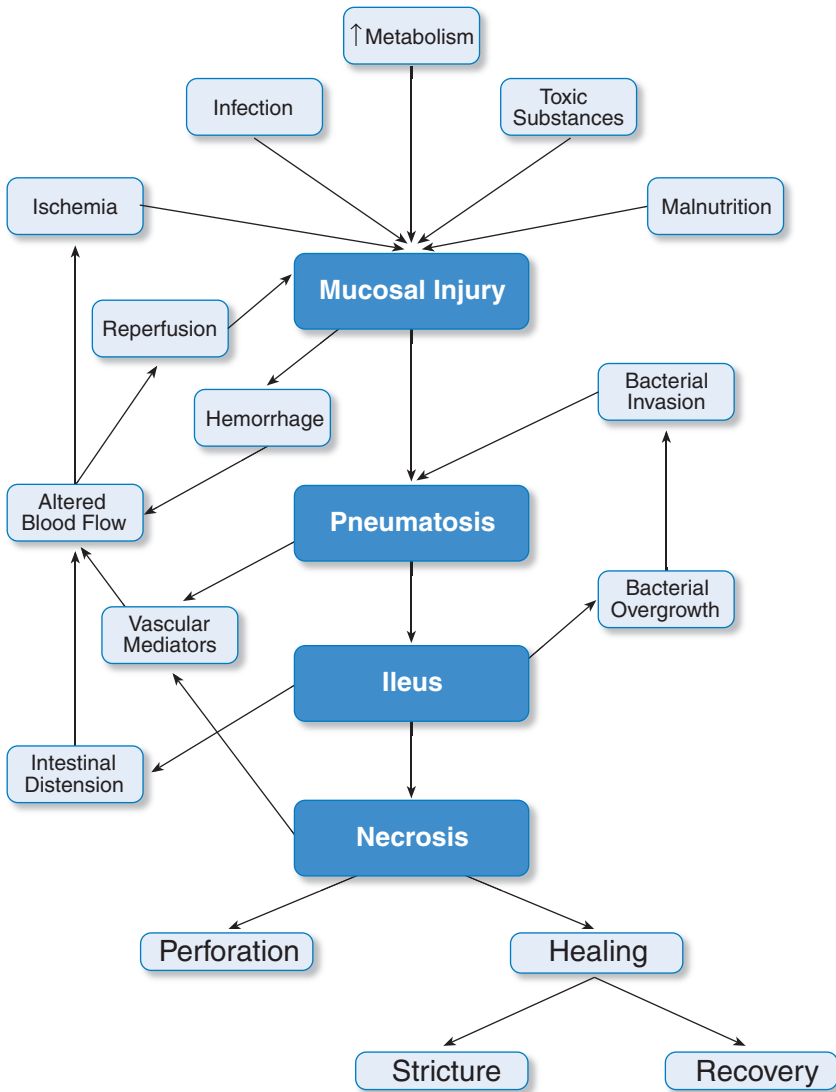 ↑Metabolism
Infection
Toxic
Substances
Ischemia
Malnutrition
Mucosal Injury
Reperfusion
Hemorrhage
Bacterial
Invasion
Altered
Blood Flow
Pneumatosis
Bacterial
Overgrowth
Vascular
Mediators
Ileus
Intestinal
Distension
Necrosis
Perforation
Healing
Stricture
Recovery